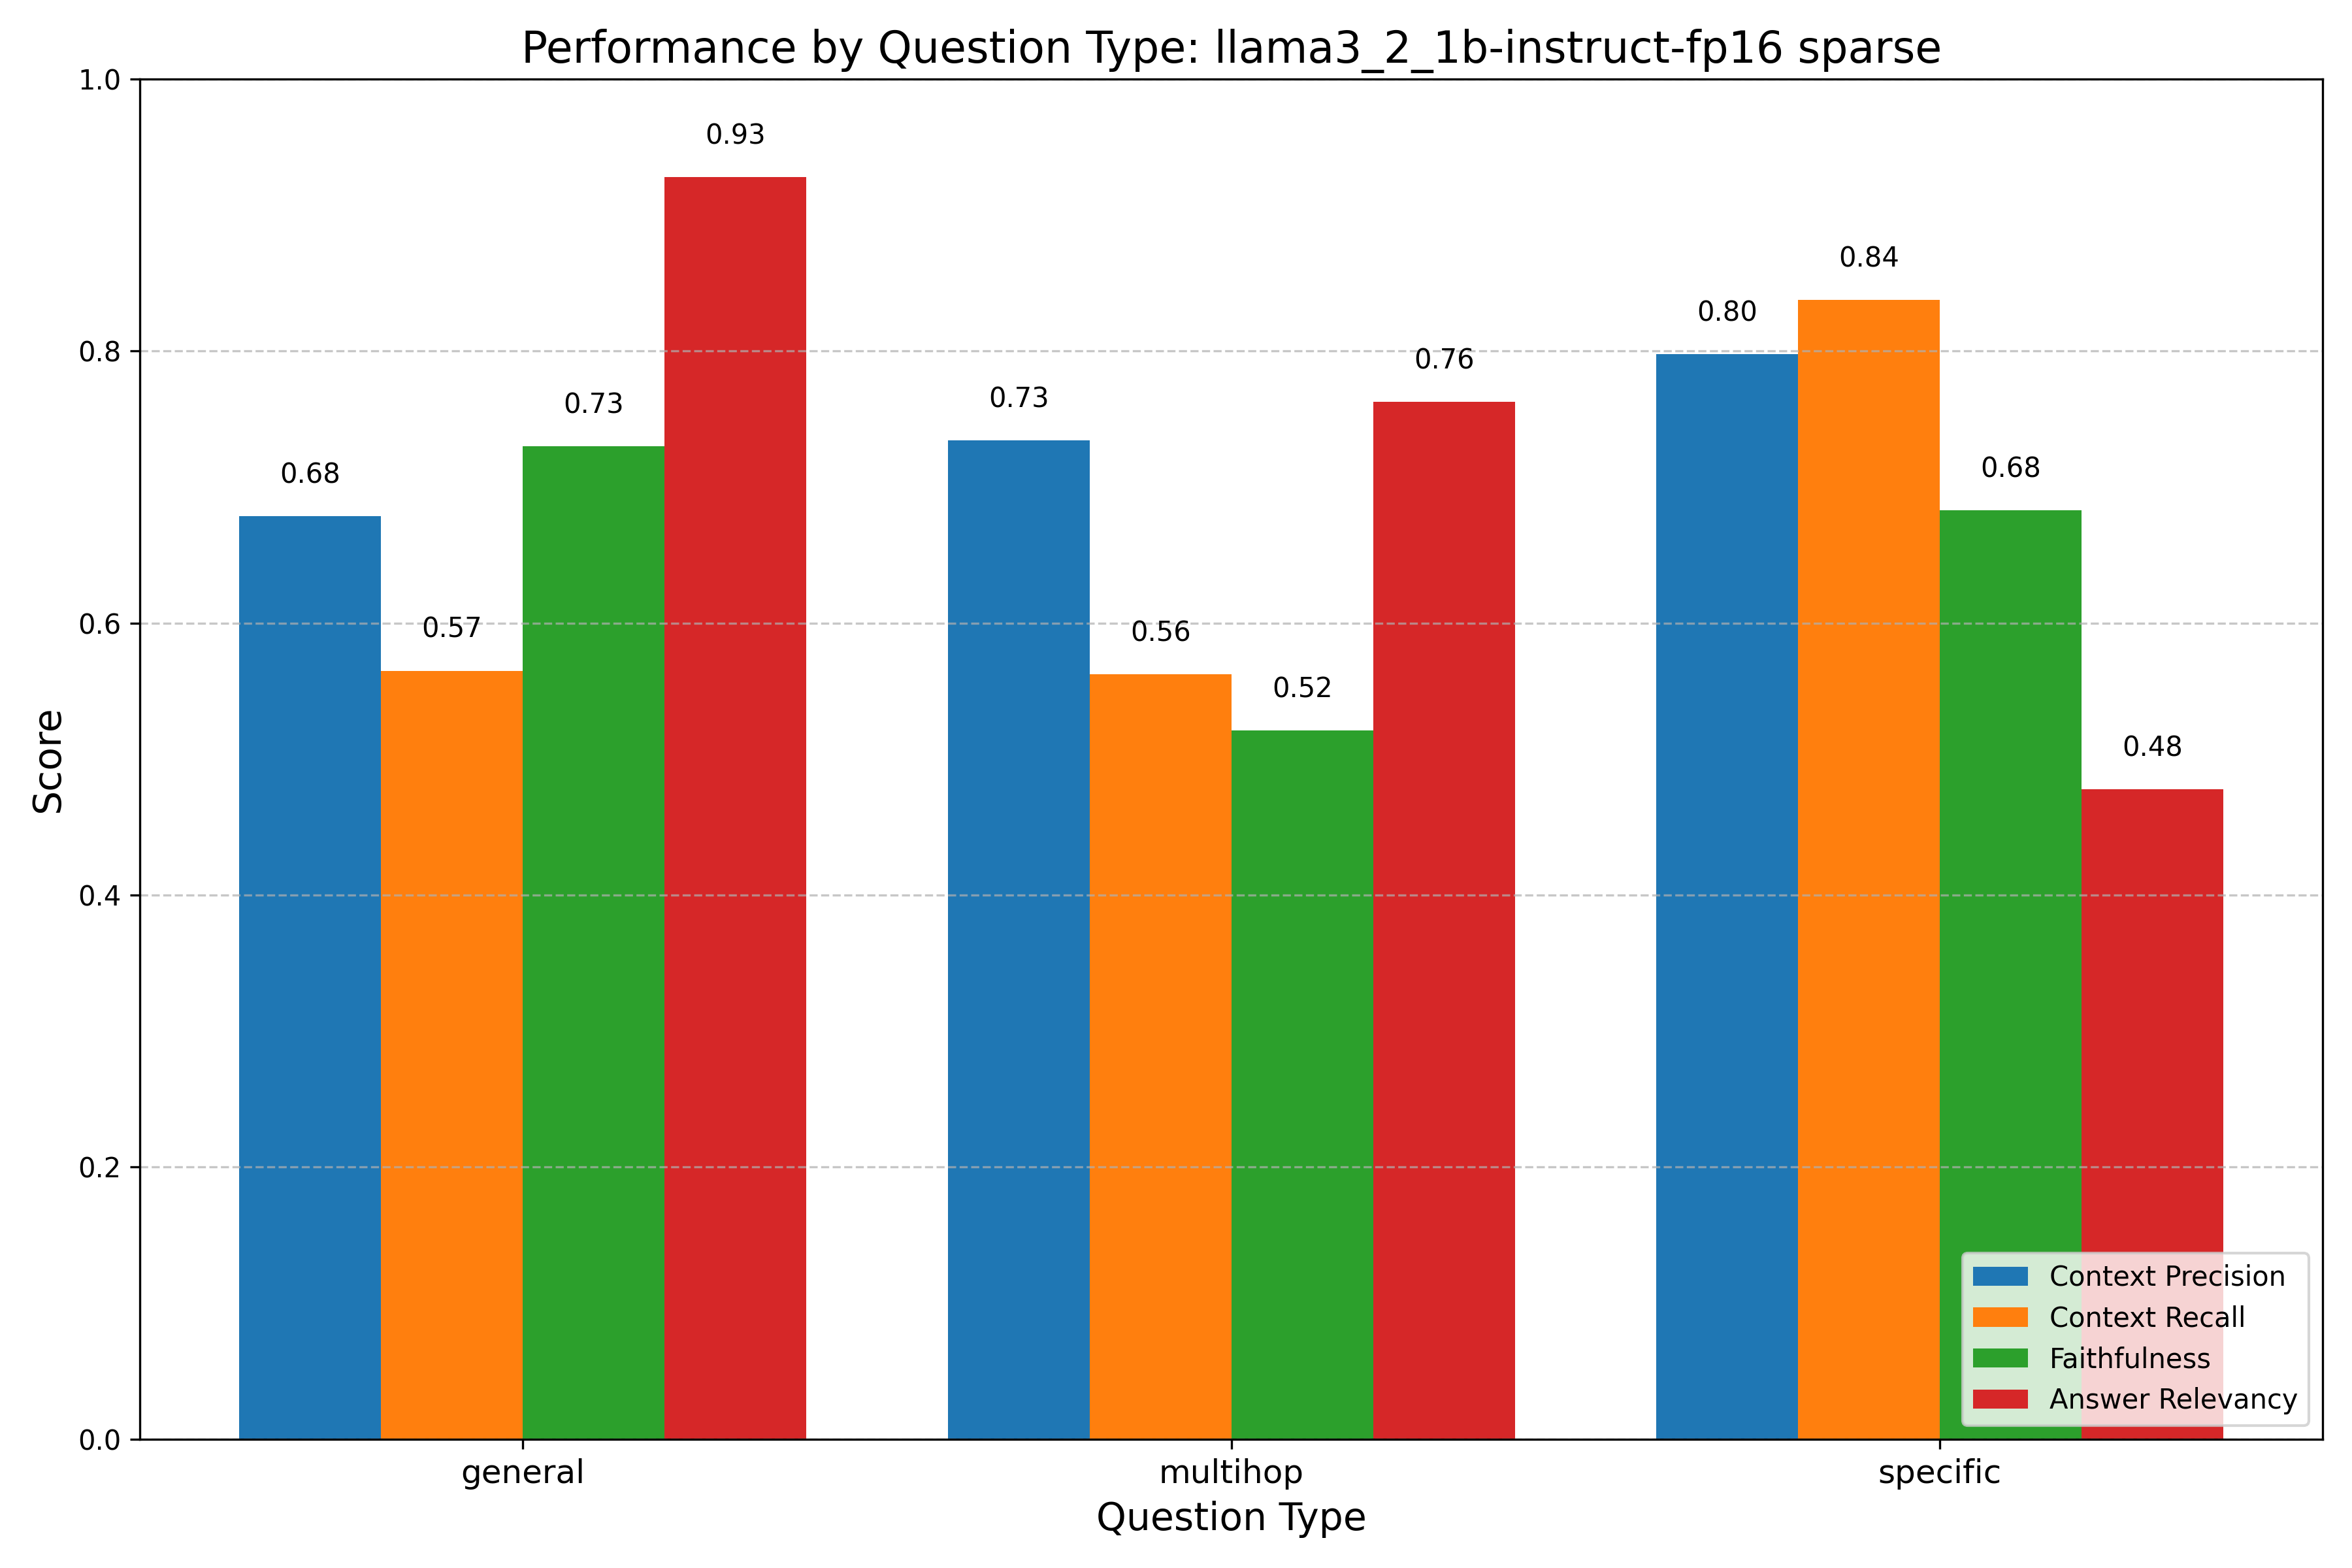 Performance by Question Type: llama3_2_1b-instruct-fp16 sparse
1.0
0.8
0.6
0.4
0.2
0.0
Score
0.68
0.57
0.73
0.93
0.73
0.56
0.52
0.76
0.80
0.84
0.68
0.48
Context Precision
Context Recall
Faithfulness
Answer Relevancy
general
multihop
specific
Question Type